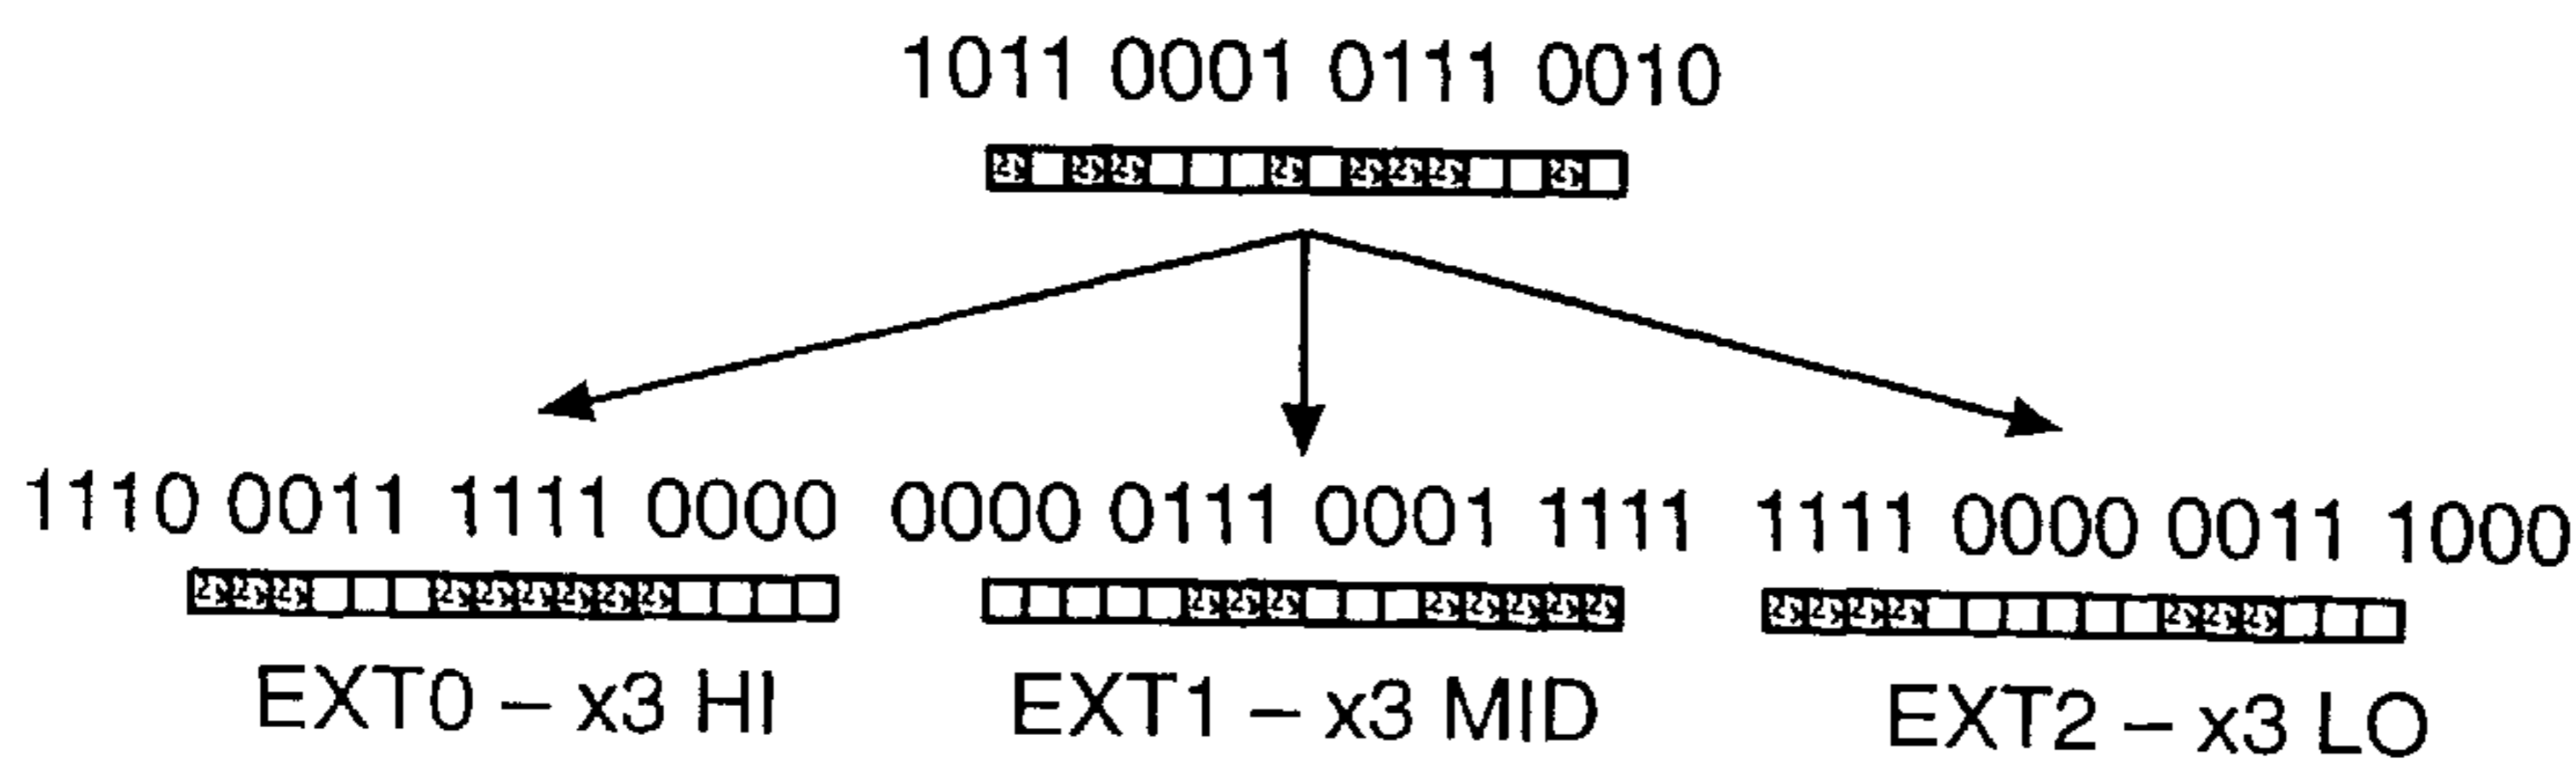 1011 0001 0111 0010
1110 0011 1111 0000 0000 0111 0001 1111 1111 0000 0011 1000
EXT0 – x3 HI EXT1 – x3 MID EXT2 – x3 LO